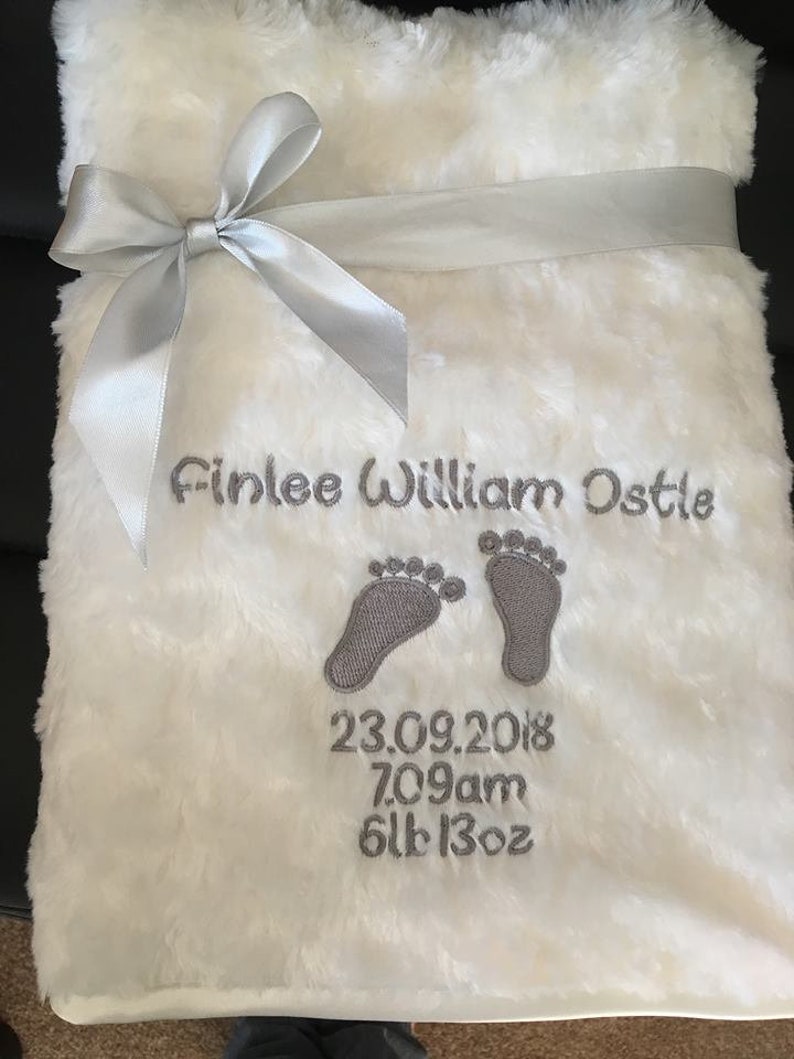 Finlee William Ostle
23.09.2018
7.09am
6lb 13oz